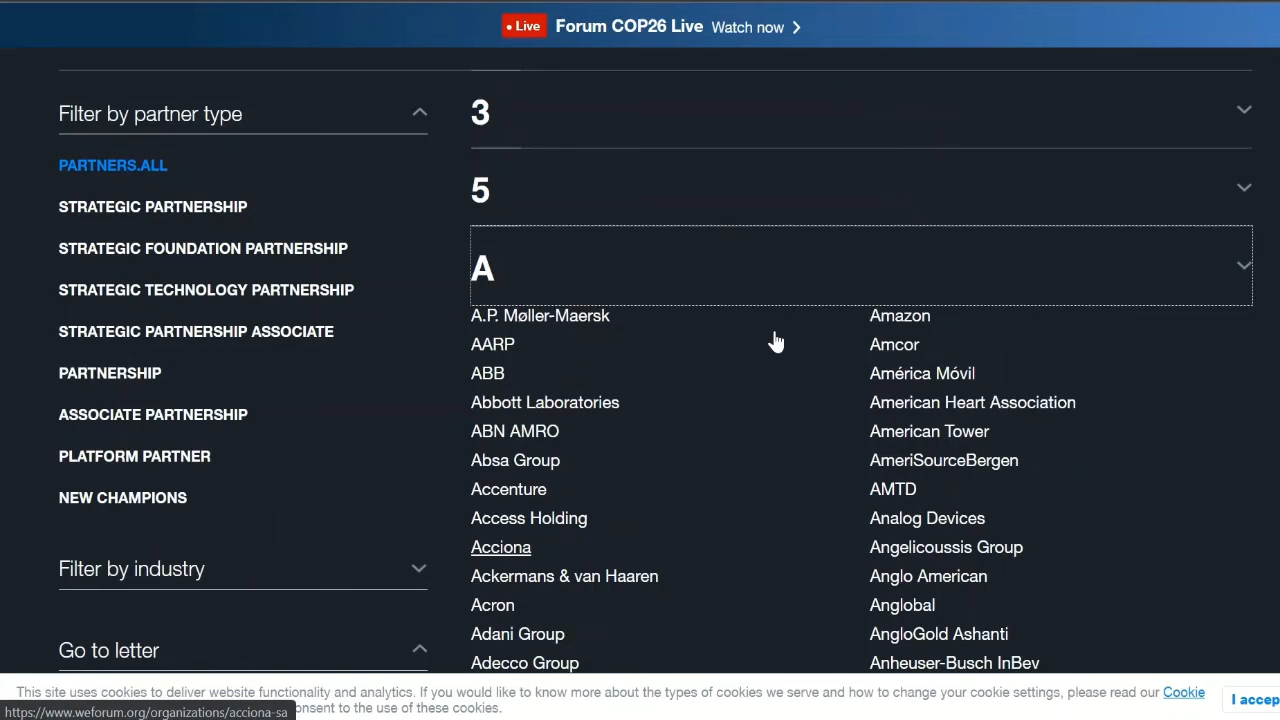 • Live Forum COP26 Live Watch now
Filter by partner type
PARTNERS.ALL
STRATEGIC PARTNERSHIP
STRATEGIC FOUNDATION PARTNERSHIP
STRATEGIC TECHNOLOGY PARTNERSHIP
STRATEGIC PARTNERSHIP ASSOCIATE
PARTNERSHIP
ASSOCIATE PARTNERSHIP
PLATFORM PARTNER
NEW CHAMPIONS
Filter by industry
Go to letter
3
5
A
A.P. Møller-Maersk
AARP
ABB
Abbott Laboratories
ABN AMRO
Absa Group
Accenture
Access Holding
Acciona
Ackermans & van Haaren
Acron
Adani Group
Adecco Group
Amazon
Amcor
América Móvil
American Heart Association
American Tower
AmeriSourceBergen
AMTD
Analog Devices
Angelicoussis Group
Anglo American
Anglobal
AngloGold Ashanti
Anheuser-Busch InBev
This site uses cookies to deliver website functionality and analytics. If you would like to know more about the types of cookies we serve and how to change your cookie settings, please read our Cookie
onsent to the use of these cookies.
I accep
https://www.weforum.org/organizations/acciona-sa